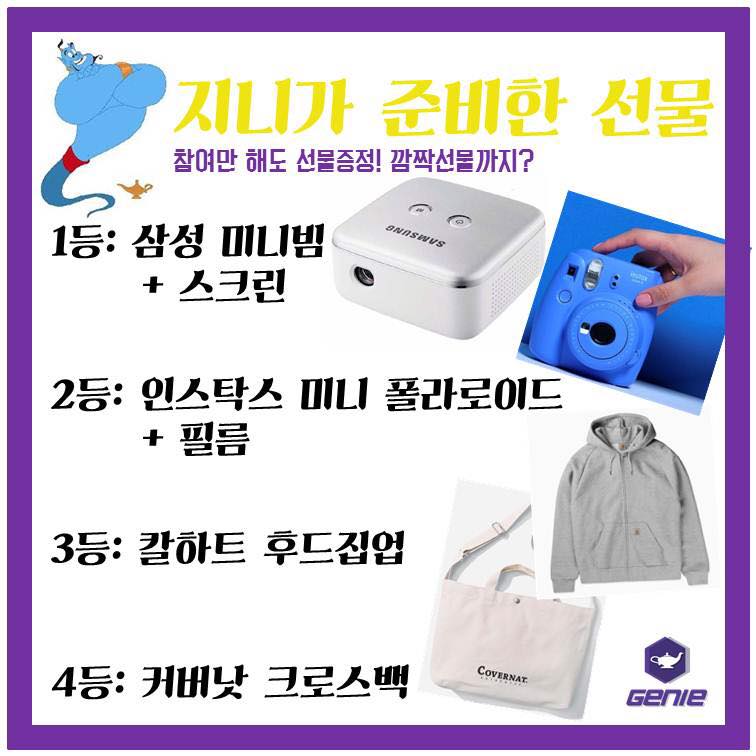 지니가 준비한 선물
참여만 해도 선물증정! 깜짝선물까지?
1등: 삼성 미니빔
+ 스크린
SAMSUNG
2등: 인스탁스 미니 폴라로이드
+ 필름
3등: 칼하트 후드집업
4등: 커버낫 크로스백
COVERNAT
GENIE